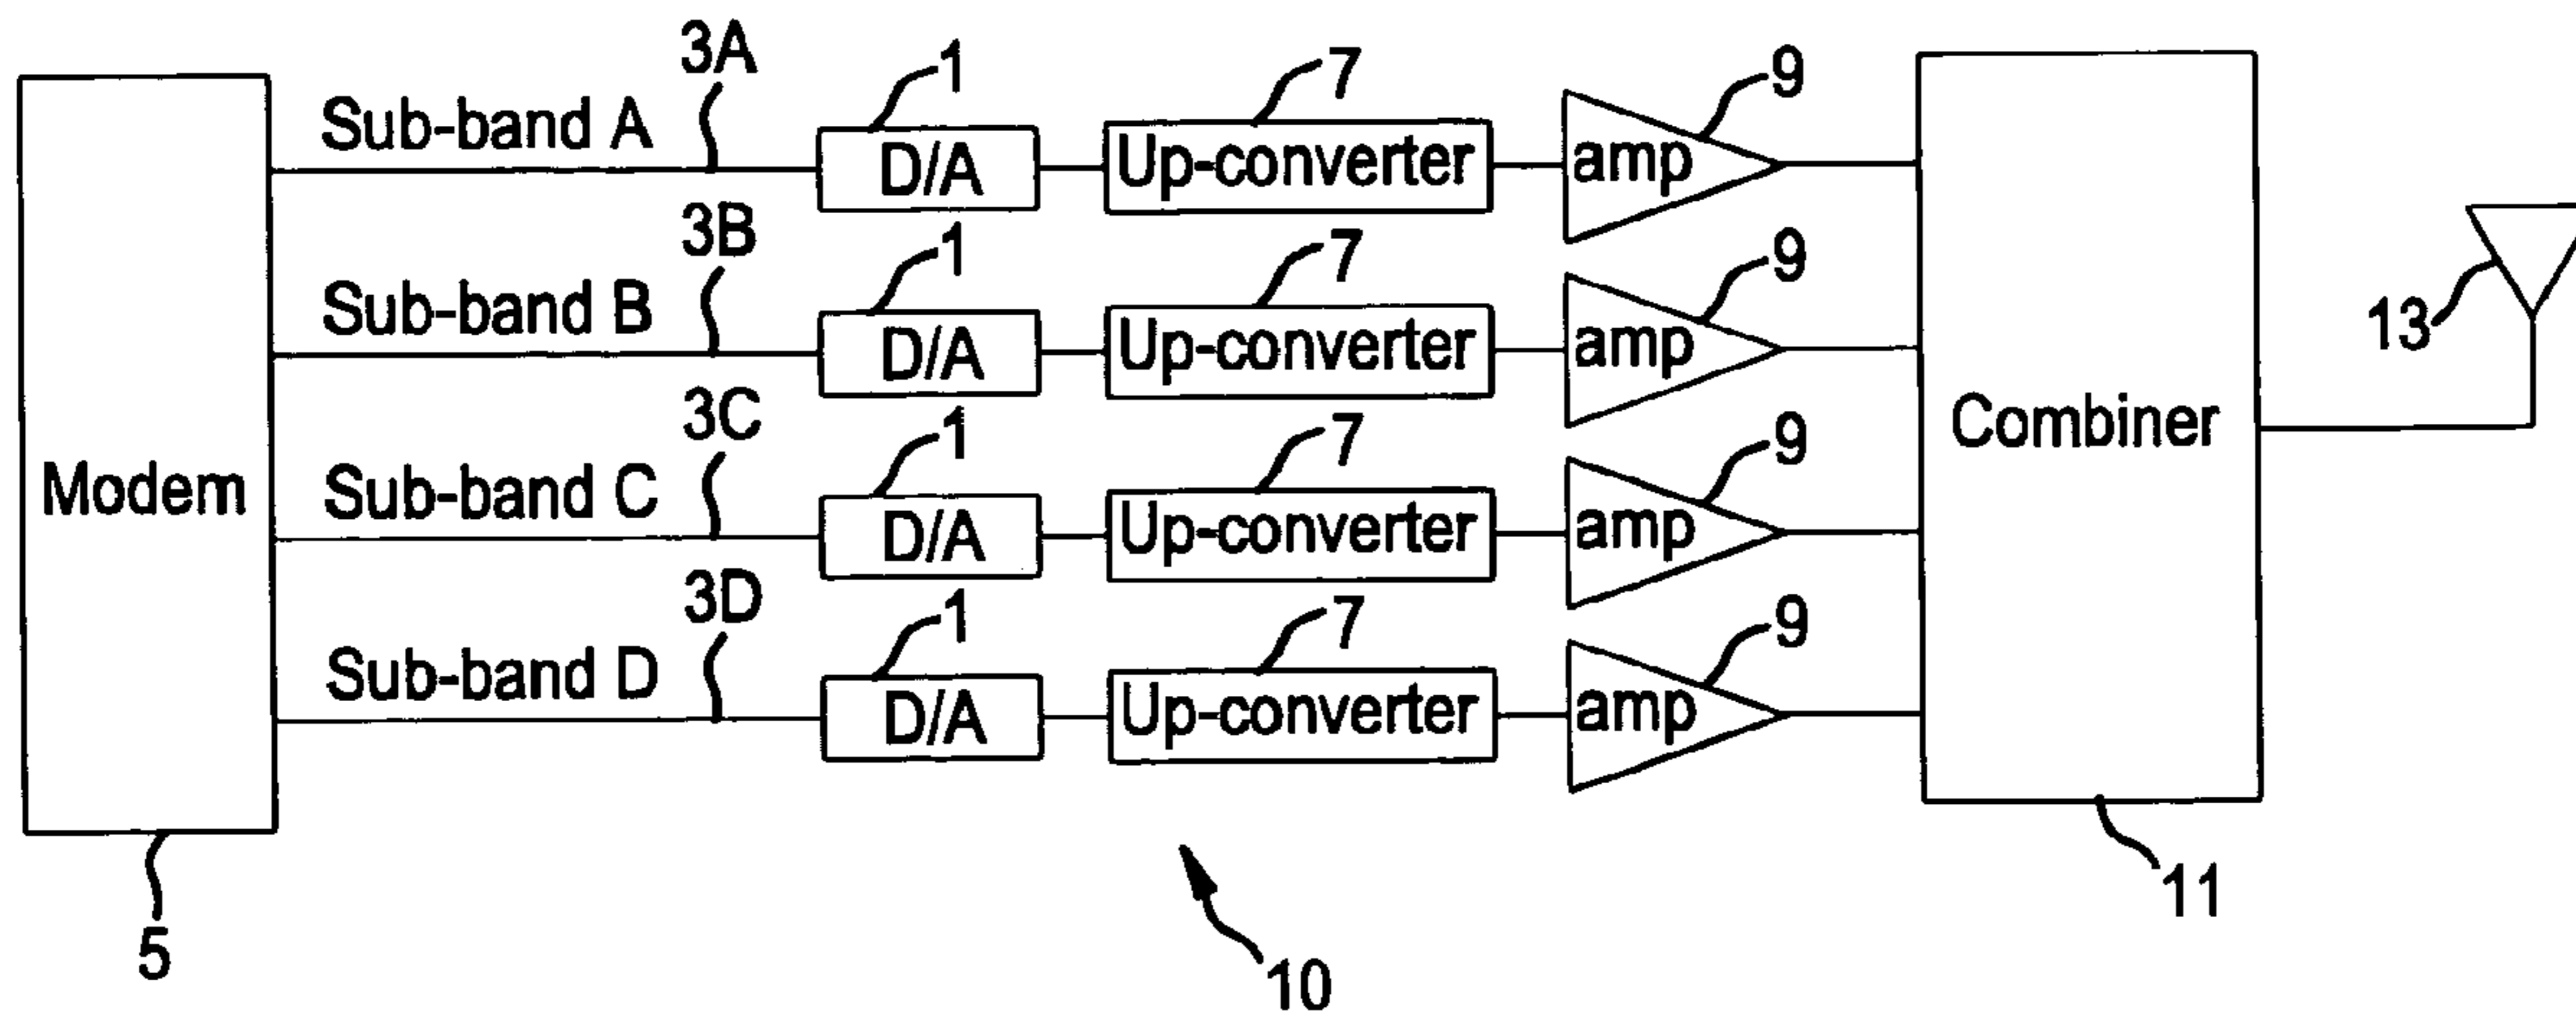 3A 1 7 9
Sub-band A D/A Up-converter amp
3B 1 7 9
Sub-band B D/A Up-converter amp 13
3C 1 7 9 Combiner
Modem Sub-band C D/A Up-converter amp
3D 1 7 9
Sub-band D D/A Up-converter amp
5 10 11